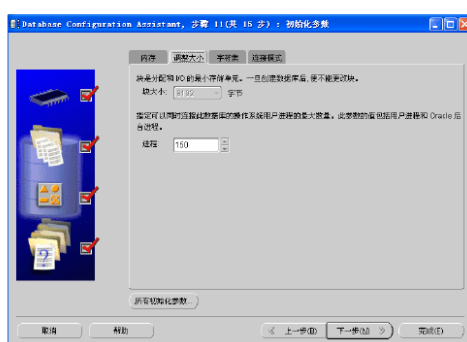 Database Configuration Assistant, 步骤 11(共 15 步) : 初始化参数
内存 调整大小 字符集 连接模式
块是分配和 I/O 的最小存储单元。一旦创建数据库后, 便不能更改块。
块大小: 8192 字节
指定可以同时连接此数据库的操作系统用户进程的最大数量。此参数的值包括用户进程和 Oracle 后
台进程。
进程: 150
所有初始化参数...
取消 帮助 上一步(B) 下一步(N) 完成(F)